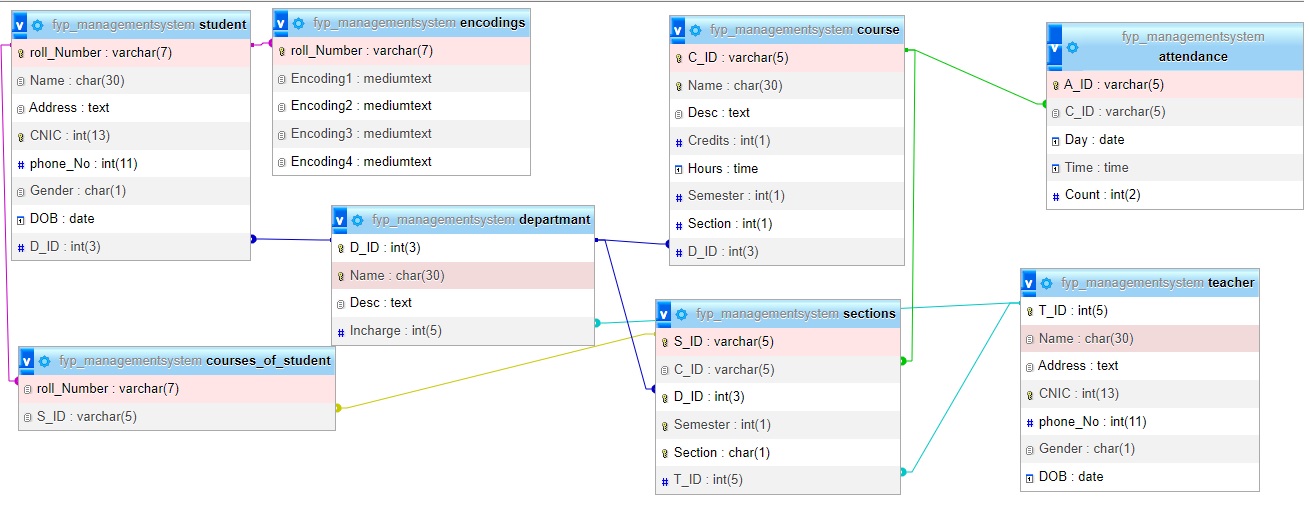 fyp_managementsystem student
roll_Number : varchar(7)
Name : char(30)
Address : text
CNIC : int(13)
phone_No : int(11)
Gender : char(1)
DOB : date
D_ID : int(3)
fyp_managementsystem encodings
roll_Number : varchar(7)
Encoding1 : mediumtext
Encoding2 : mediumtext
Encoding3 : mediumtext
Encoding4 : mediumtext
fyp_managementsystem course
C_ID : varchar(5)
Name : char(30)
Desc : text
Credits : int(1)
Hours : time
Semester : int(1)
Section : int(1)
D_ID : int(3)
fyp_managementsystem
attendance
A_ID : varchar(5)
C_ID : varchar(5)
Day : date
Time : time
Count : int(2)
fyp_managementsystem departmant
D_ID : int(3)
Name : char(30)
Desc : text
Incharge : int(5)
fyp_managementsystem courses_of_student
roll_Number : varchar(7)
S_ID : varchar(5)
fyp_managementsystem sections
S_ID : varchar(5)
C_ID : varchar(5)
D_ID : int(3)
Semester : int(1)
Section : char(1)
T_ID : int(5)
fyp_managementsystem teacher
T_ID : int(5)
Name : char(30)
Address : text
CNIC : int(13)
phone_No : int(11)
Gender : char(1)
DOB : date